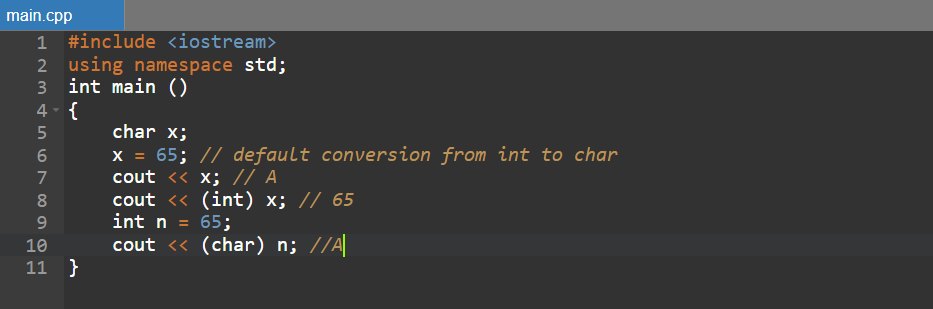 main.cpp
1 #include <iostream>
2 using namespace std;
3 int main ()
4 {
5     char x;
6     x = 65; // default conversion from int to char
7     cout << x; // A
8     cout << (int) x; // 65
9     int n = 65;
10     cout << (char) n; //A
11 }